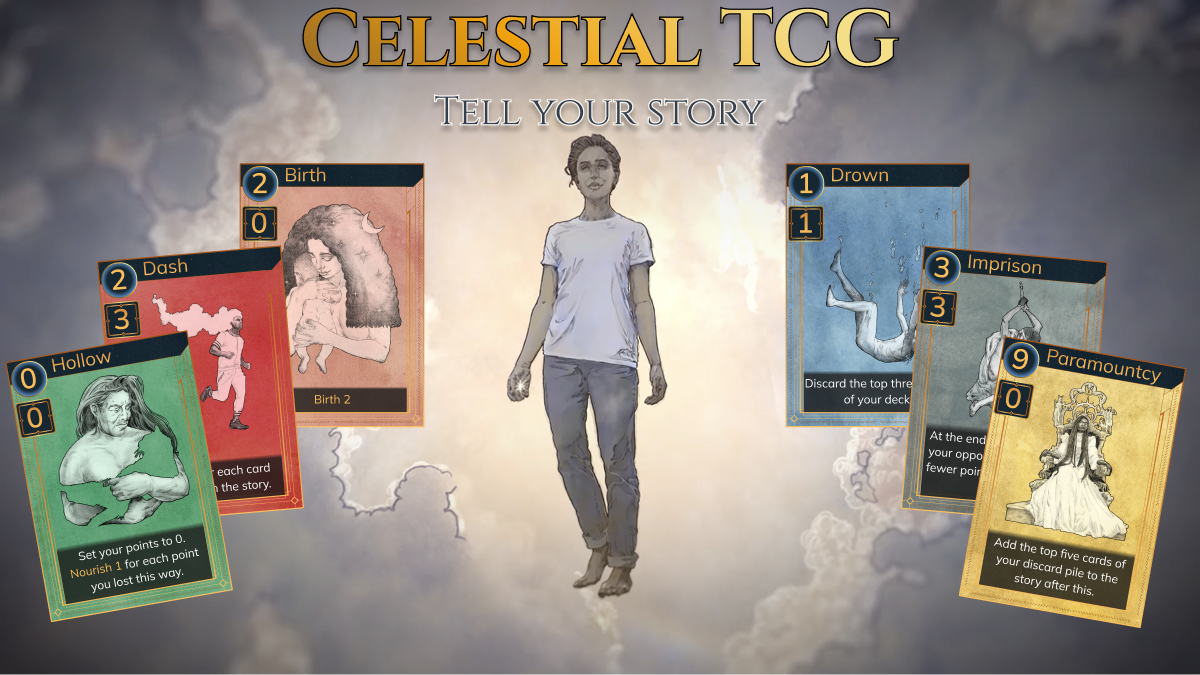 CELESTIAL TCG
TELL YOUR STORY
2 Birth
0
Birth 2
2 Dash
3
each card
the story.
0 Hollow
0
Set your points to 0.
Nourish 1 for each point
you lost this way.
1 Drown
1
Discard the top
of your deck
3 Imprison
3
At the end
your
fewer
9 Paramountcy
0
Add the top five cards of
your discard pile to the
story after this.